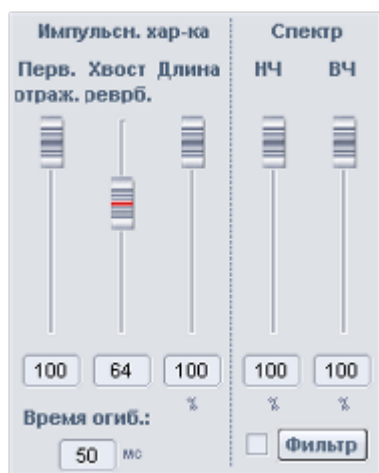 Импульсн. хар-ка Спектр
Перв. Хвост Длина НЧ ВЧ
отраж. реврб.
100 64 100 100 100
% % %
Время огиб.:
50 мс Фильтр